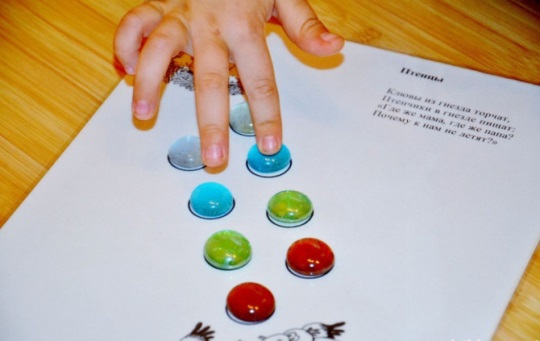 Птенцы
Клювы из гнезда торчат,
Птенчики в гнезде пищат:
«Где же мама, где же папа?
Почему к нам не летят?»